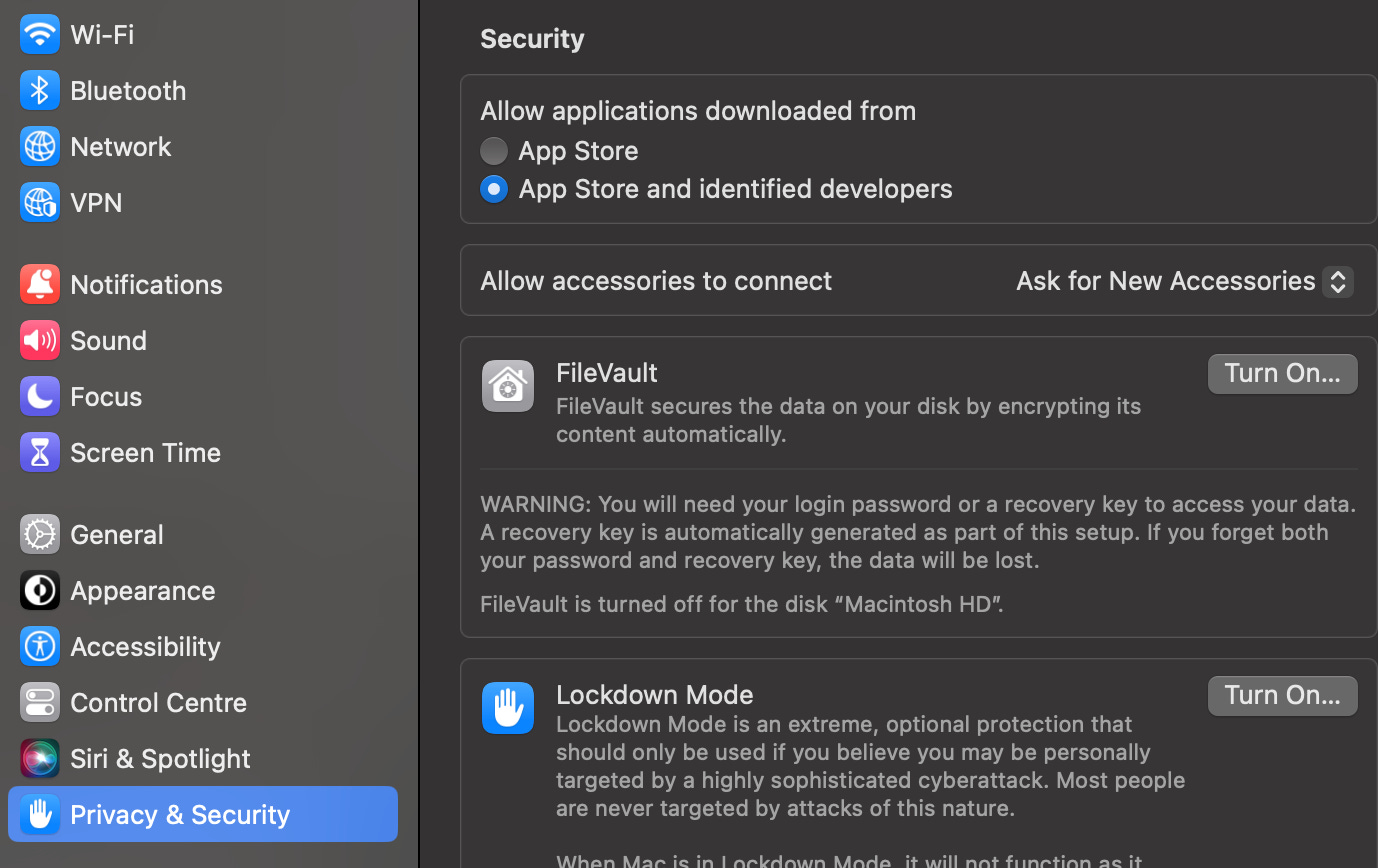 Wi-Fi
Bluetooth
Network
VPN
Notifications
Sound
Focus
Screen Time
General
Appearance
Accessibility
Control Centre
Siri & Spotlight
Privacy & Security
Security
Allow applications downloaded from
App Store
App Store and identified developers
Allow accessories to connect
Ask for New Accessories
FileVault
Turn On...
FileVault secures the data on your disk by encrypting its
content automatically.
WARNING: You will need your login password or a recovery key to access your data.
A recovery key is automatically generated as part of this setup. If you forget both
your password and recovery key, the data will be lost.
FileVault is turned off for the disk “Macintosh HD”.
Lockdown Mode
Turn On...
Lockdown Mode is an extreme, optional protection that
should only be used if you believe you may be personally
targeted by a highly sophisticated cyberattack. Most people
are never targeted by attacks of this nature.
When Mac is in Lockdown Mode, it will not function as it